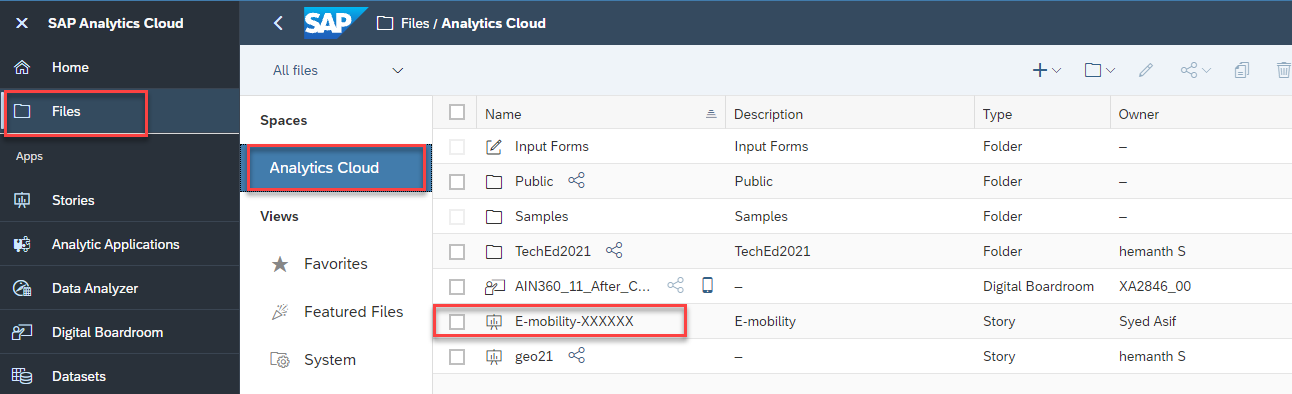 SAP Analytics Cloud
SAP Files / Analytics Cloud
Home
Files
Apps
Stories
Analytic Applications
Data Analyzer
Digital Boardroom
Datasets
All files
Spaces
Analytics Cloud
Views
Favorites
Featured Files
System
Name Description Type Owner
Input Forms Input Forms Folder –
Public Public Folder –
Samples Samples Folder –
TechEd2021 TechEd2021 Folder hemanth S
AIN360_11_After_C... – Digital Boardroom XA2846_00
E-mobility-XXXXXX E-mobility Story Syed Asif
geo21 – Story hemanth S